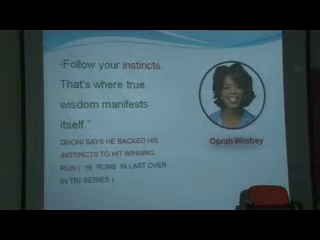 -Follow your instincts.
That's where true
wisdom manifests
itself."
DHONI SAYS HE BACKED HIS
INSTINCTS TO HIT WINNING
RUN ( 16 RUNS IN LAST OVER
IN TRI SERIES )
Oprah Winfrey